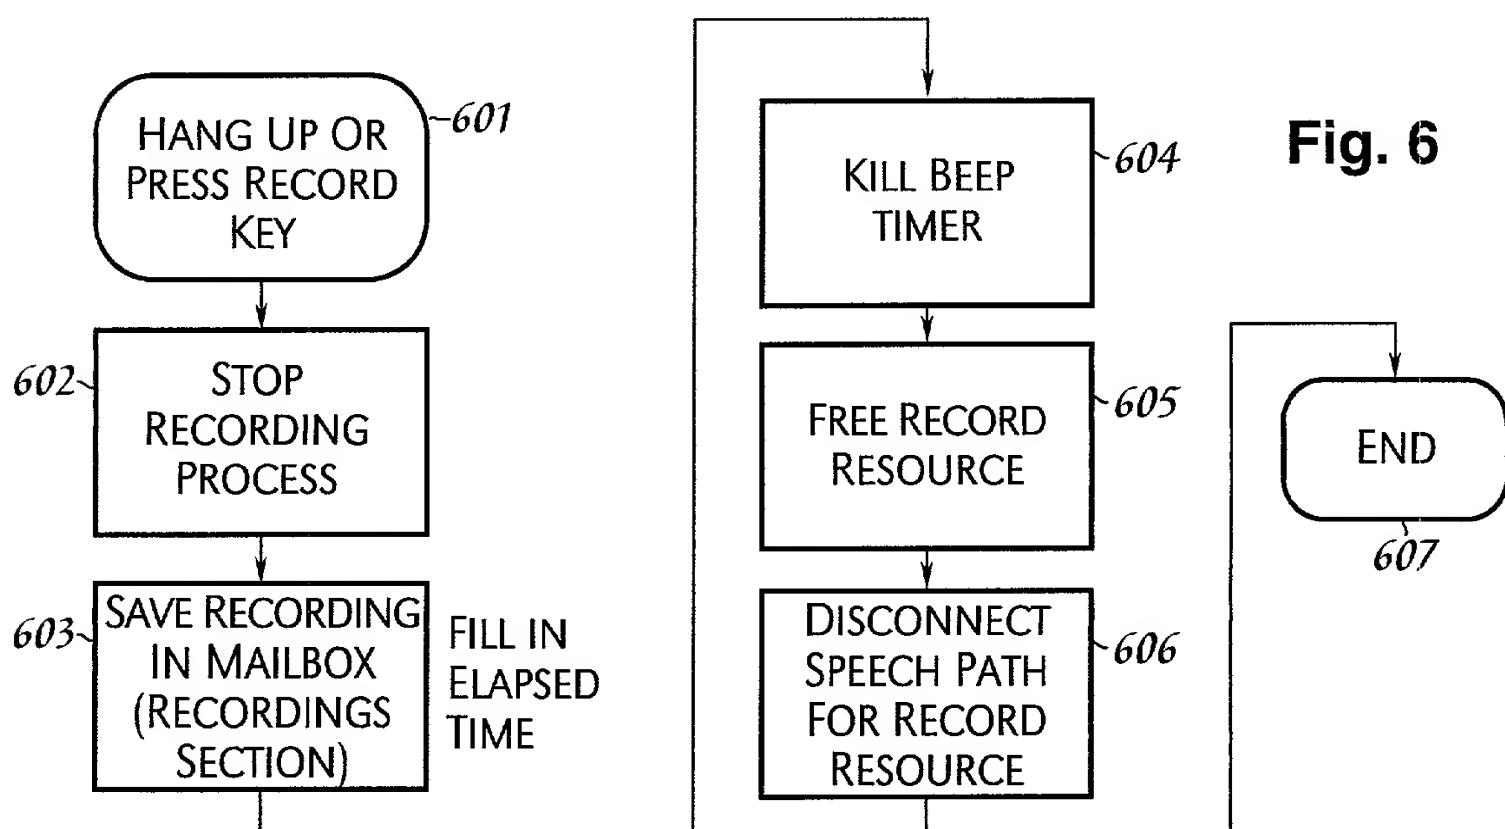 HANG UP OR
PRESS RECORD
KEY
601
602
STOP
RECORDING
PROCESS
603
SAVE RECORDING
IN MAILBOX
(RECORDINGS
SECTION)
FILL IN
ELAPSED
TIME
KILL BEEP
TIMER
604
FREE RECORD
RESOURCE
605
DISCONNECT
SPEECH PATH
FOR RECORD
RESOURCE
606
Fig. 6
END
607